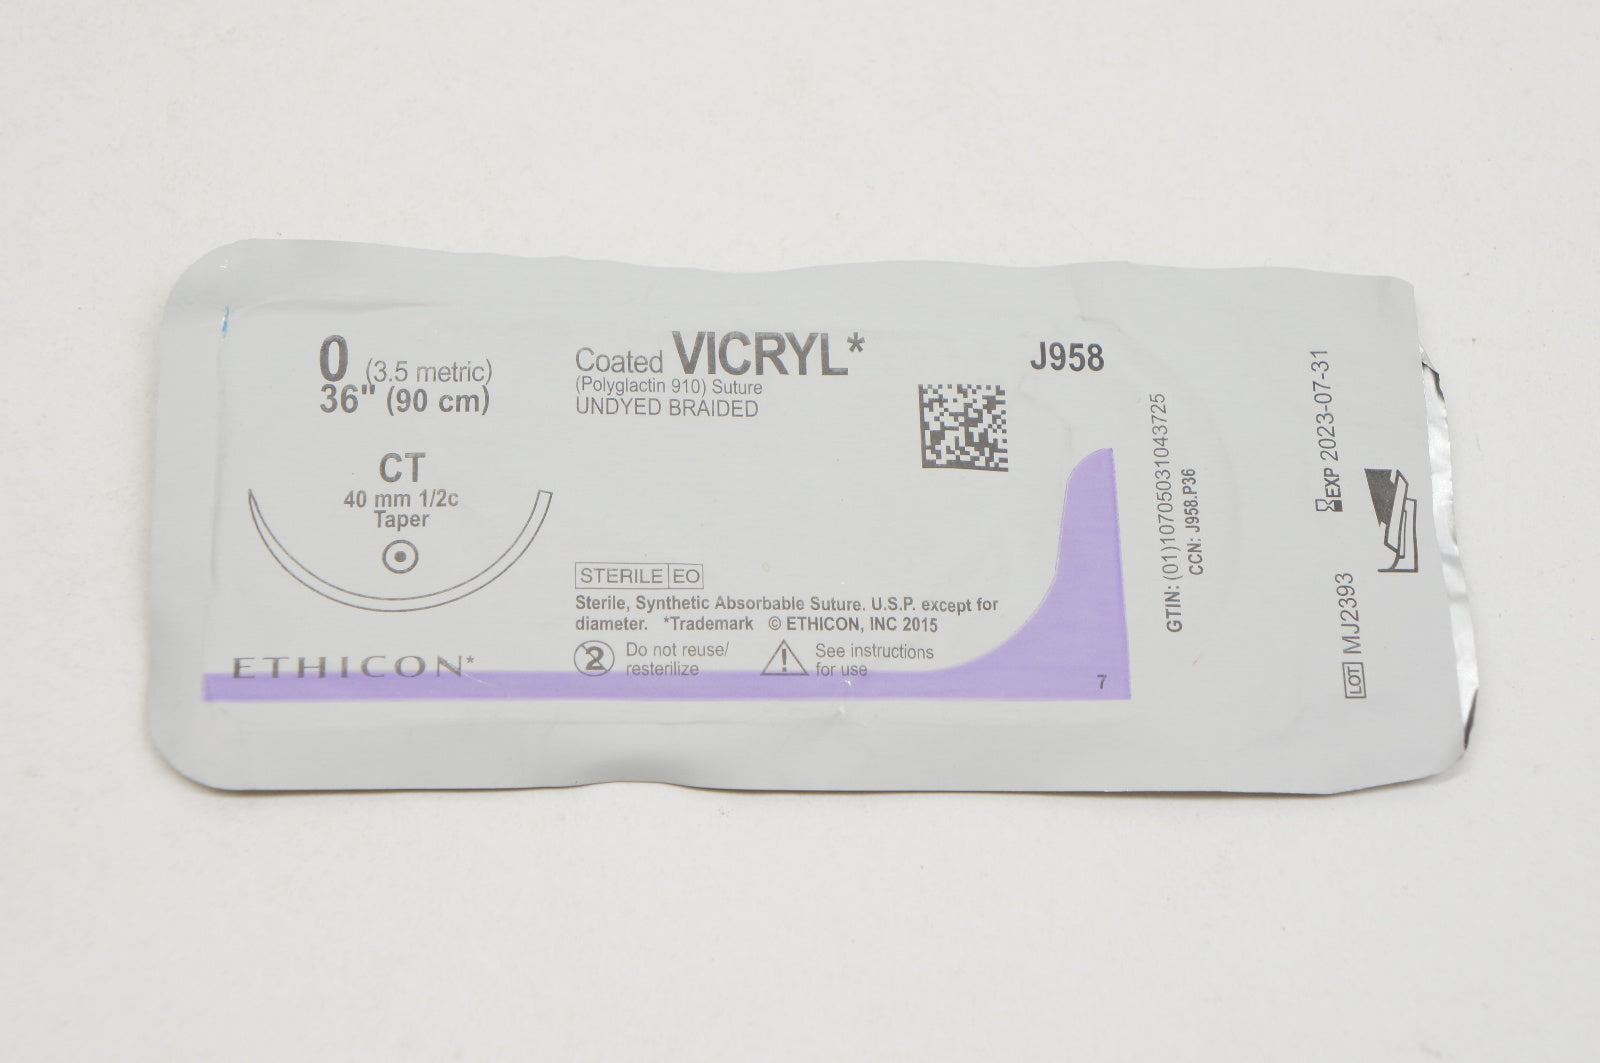 0 (3.5 metric)
36" (90 cm)
CT
40 mm 1/2c
Taper
ETHICON*
Coated VICRYL*
(Polyglactin 910) Suture
UNDYED BRAIDED
J958
STERILE EO
Sterile, Synthetic Absorbable Suture. U.S.P. except for
diameter. *Trademark © ETHICON, INC 2015
2 Do not reuse/
resterilize
! See instructions
for use
7
GTIN: (01)10705031043725
CCN: J958.P36
EXP 2023-07-31
LOT MJ2393